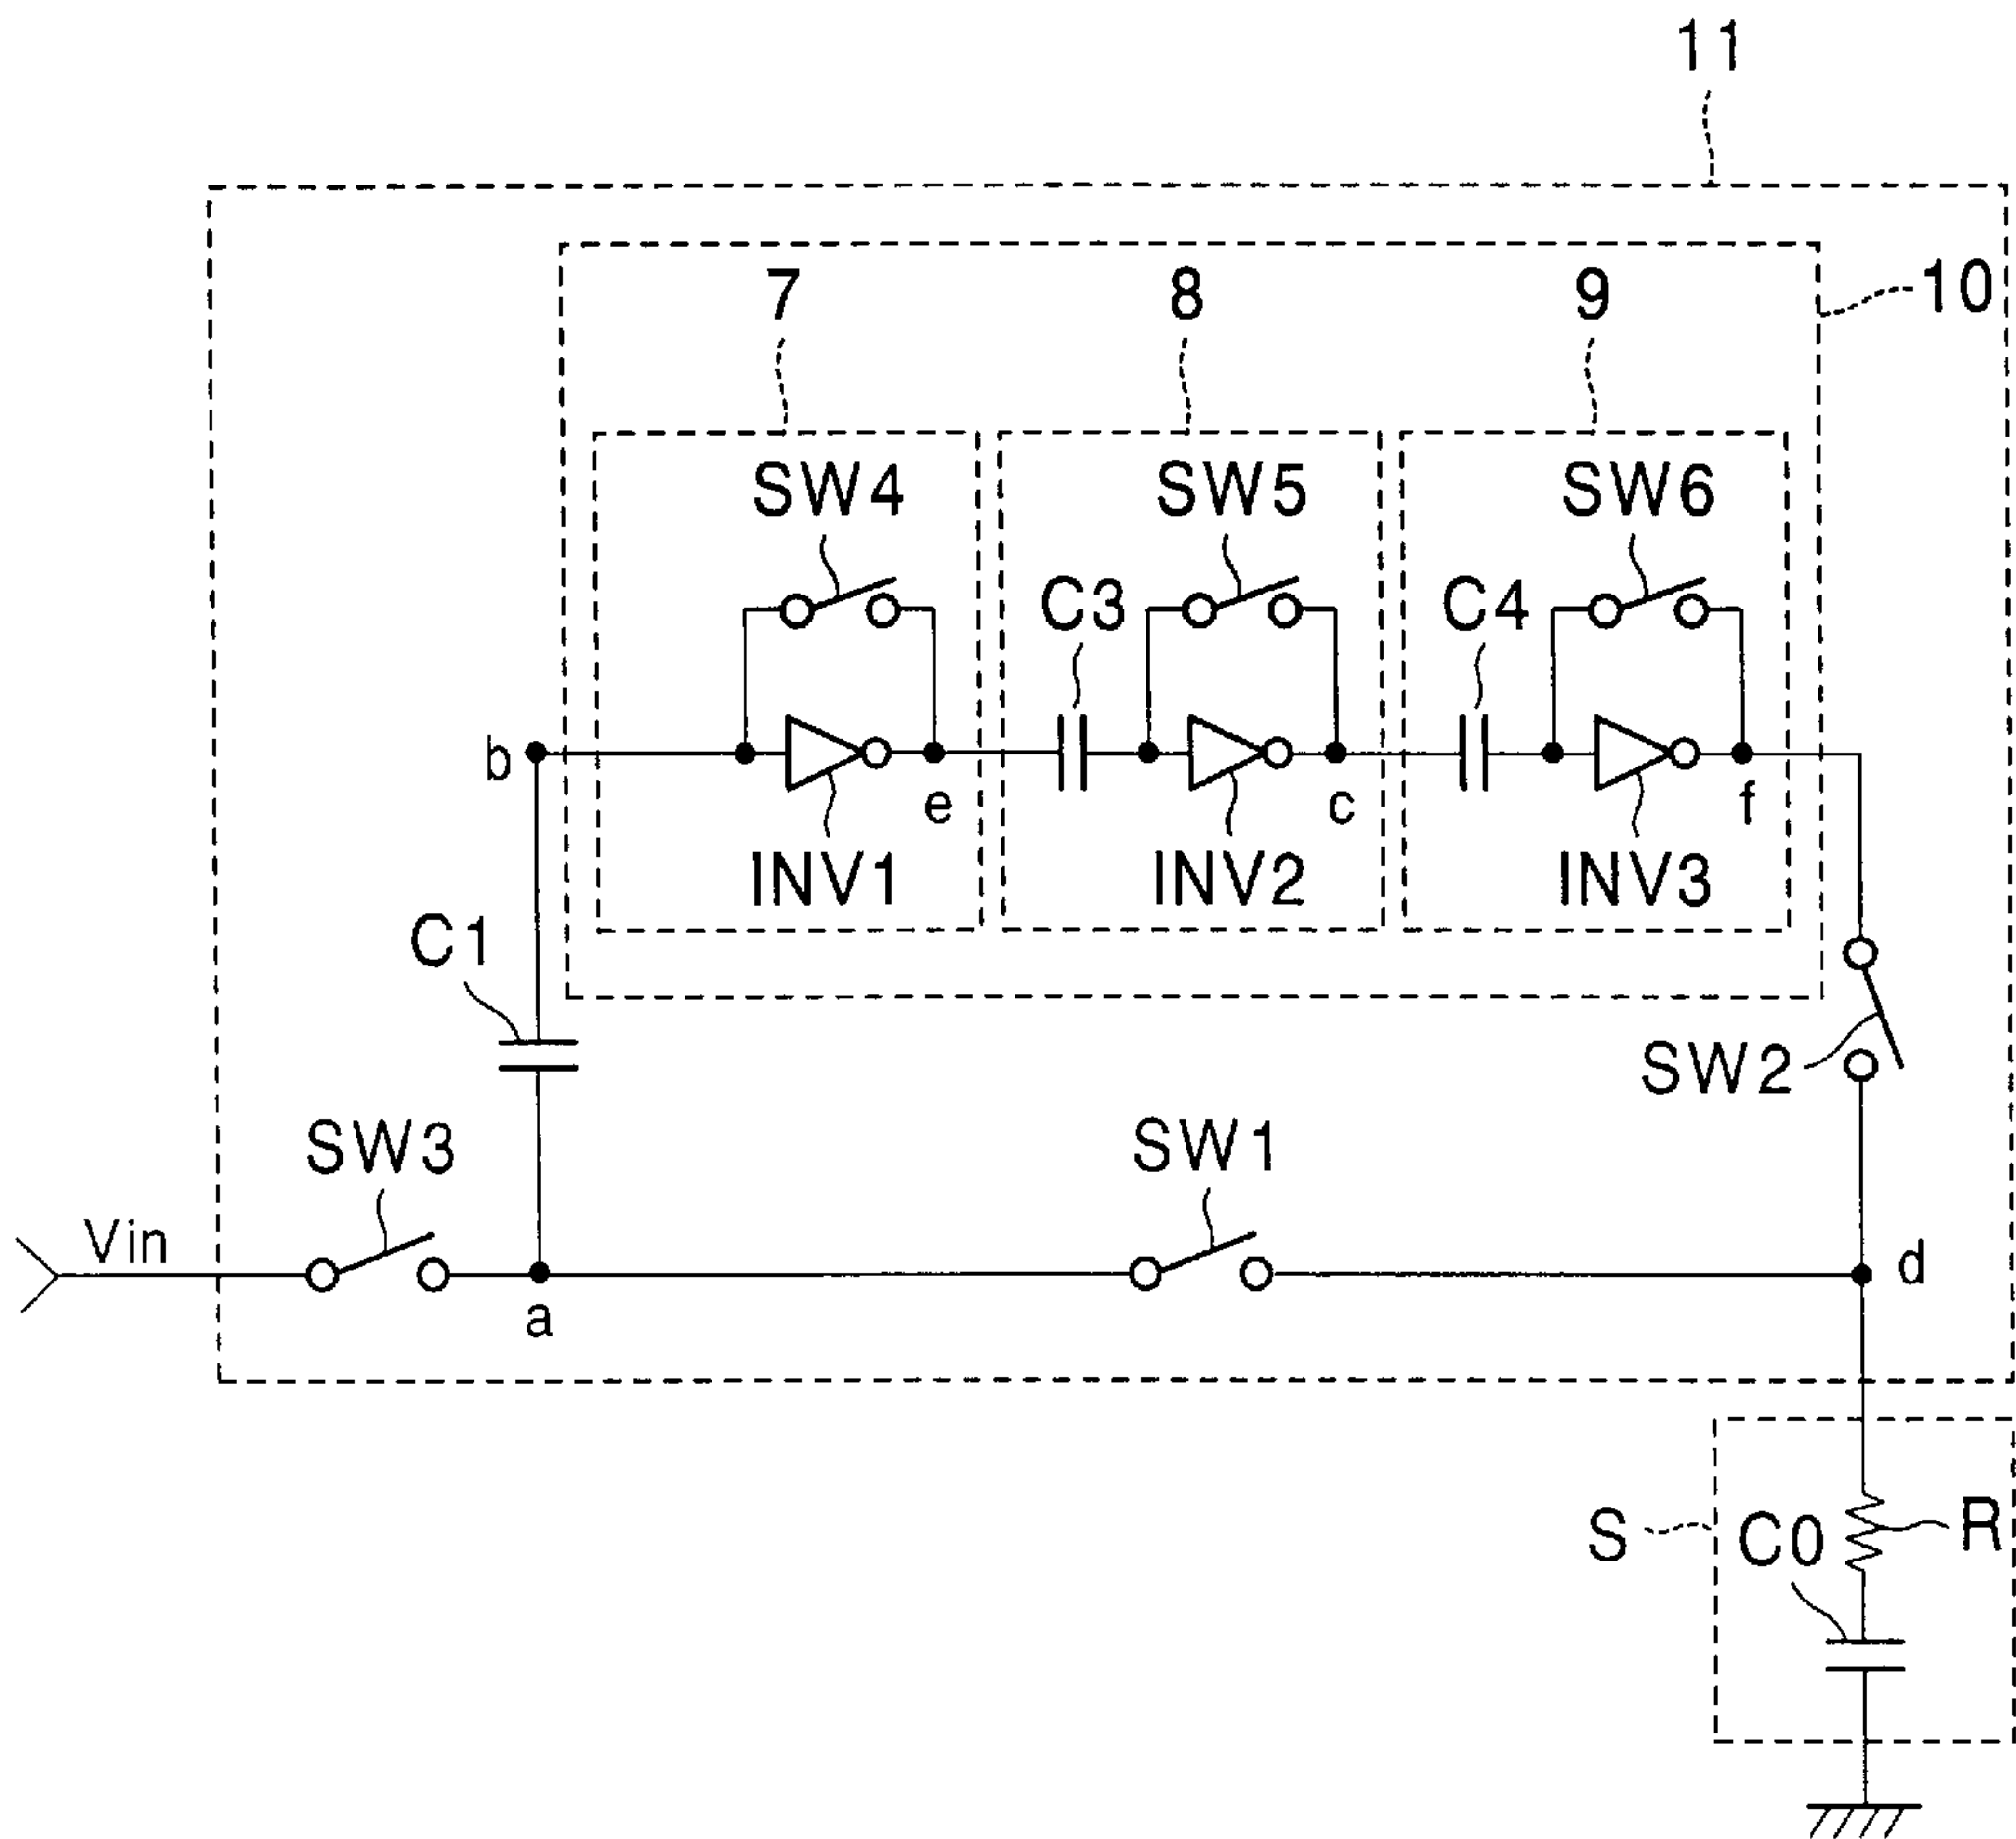 11
10
7 8 9
SW4 SW5 SW6
C3 C4
b e c f
INV1 INV2 INV3
C1
SW2
SW3 SW1
Vin
a d
S C0 R